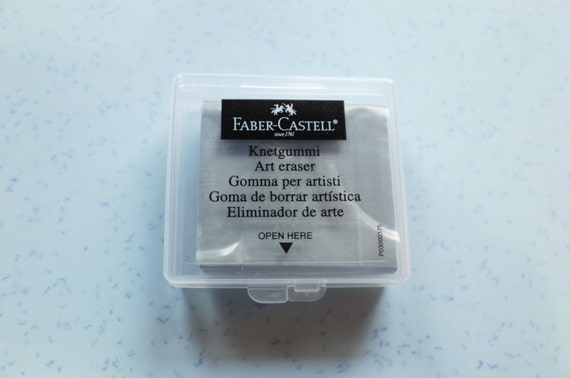 FABER-CASTELL®
since 1761
Knetgummi
Art eraser
Gomma per artisti
Goma de borrar artística
Eliminador de arte
OPEN HERE